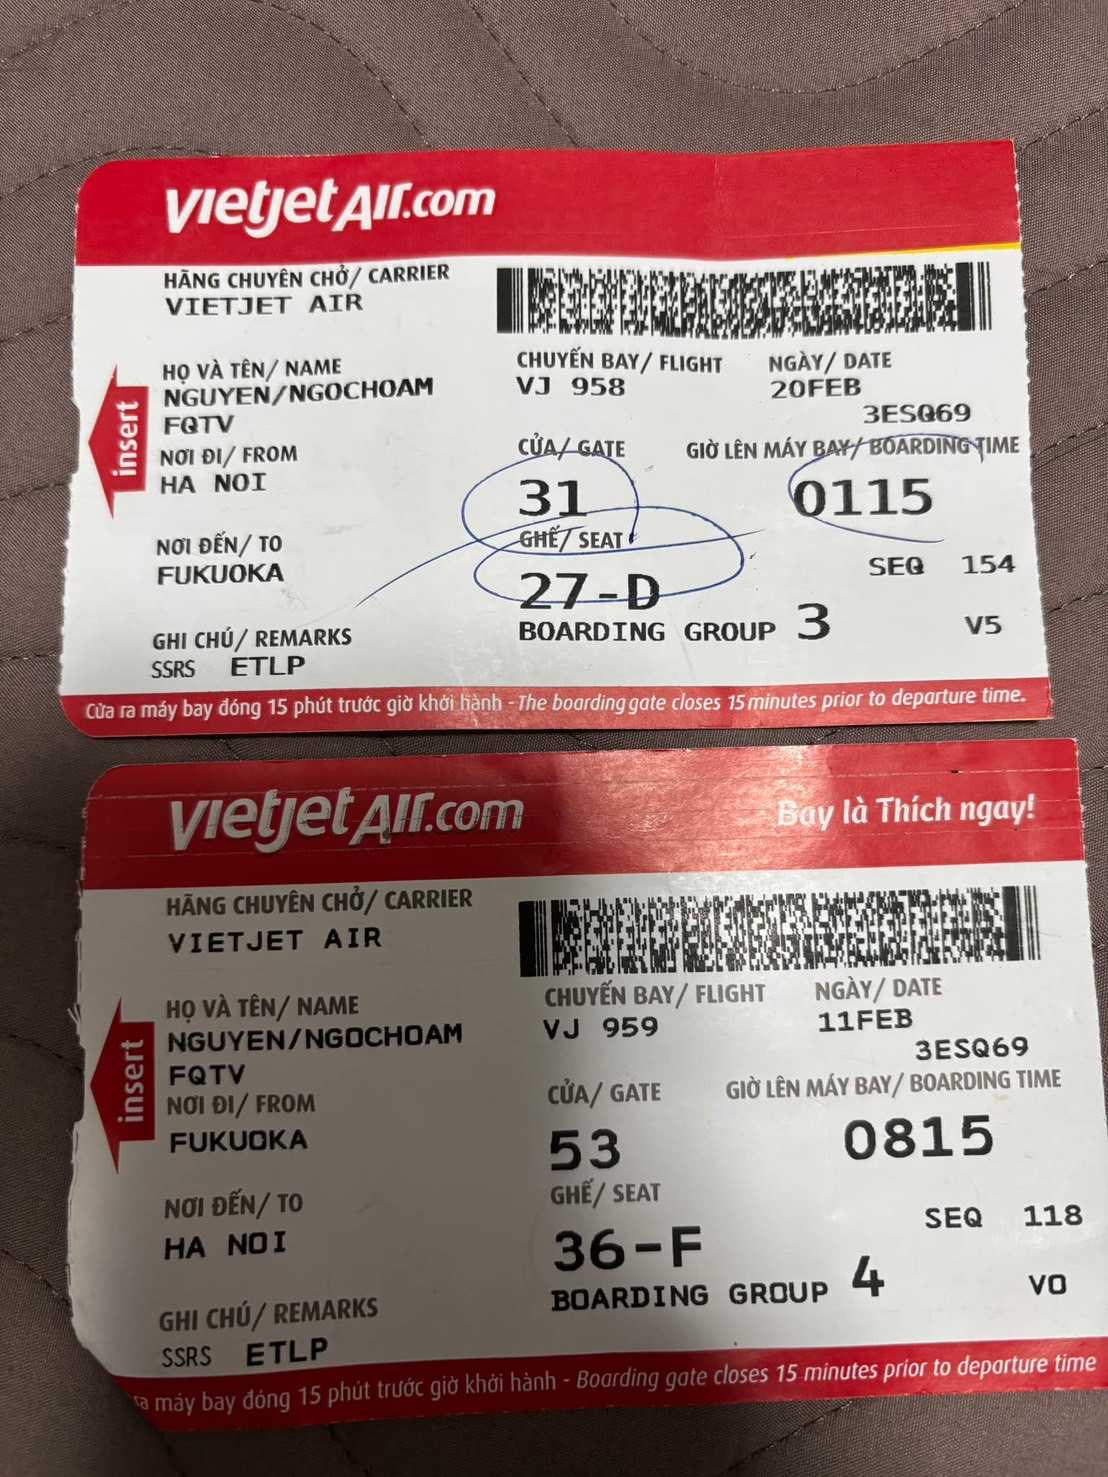 vietjetAir.com
HÃNG CHUYÊN CHỞ/ CARRIER
VIETJET AIR
HỌ VÀ TÊN/ NAME
NGUYEN/NGOCHOAM
FQTV
NƠI ĐI/ FROM
HA NOI
NƠI ĐẾN/ TO
FUKUOKA
GHI CHÚ/ REMARKS
SSRS ETLP
insert
CHUYẾN BAY/ FLIGHT
VJ 958
NGÀY/ DATE
20FEB
3ESQ69
CỬA/ GATE
31
GIỜ LÊN MÁY BAY/ BOARDING TIME
0115
GHẾ/ SEAT
27-D
SEQ 154
BOARDING GROUP 3
V5
Cửa ra máy bay đóng 15 phút trước giờ khởi hành - The boarding gate closes 15 minutes prior to departure time.
vietjetAir.com
Bay là Thích ngay!
HÃNG CHUYÊN CHỞ/ CARRIER
VIETJET AIR
HỌ VÀ TÊN/ NAME
NGUYEN/NGOCHOAM
FQTV
NƠI ĐI/ FROM
FUKUOKA
NƠI ĐẾN/ TO
HA NOI
GHI CHÚ/ REMARKS
SSRS ETLP
insert
CHUYẾN BAY/ FLIGHT
VJ 959
NGÀY/ DATE
11FEB
3ESQ69
CỬA/ GATE
53
GIỜ LÊN MÁY BAY/ BOARDING TIME
0815
GHẾ/ SEAT
36-F
SEQ 118
BOARDING GROUP 4
VO
ra máy bay đóng 15 phút trước giờ khởi hành - Boarding gate closes 15 minutes prior to departure time